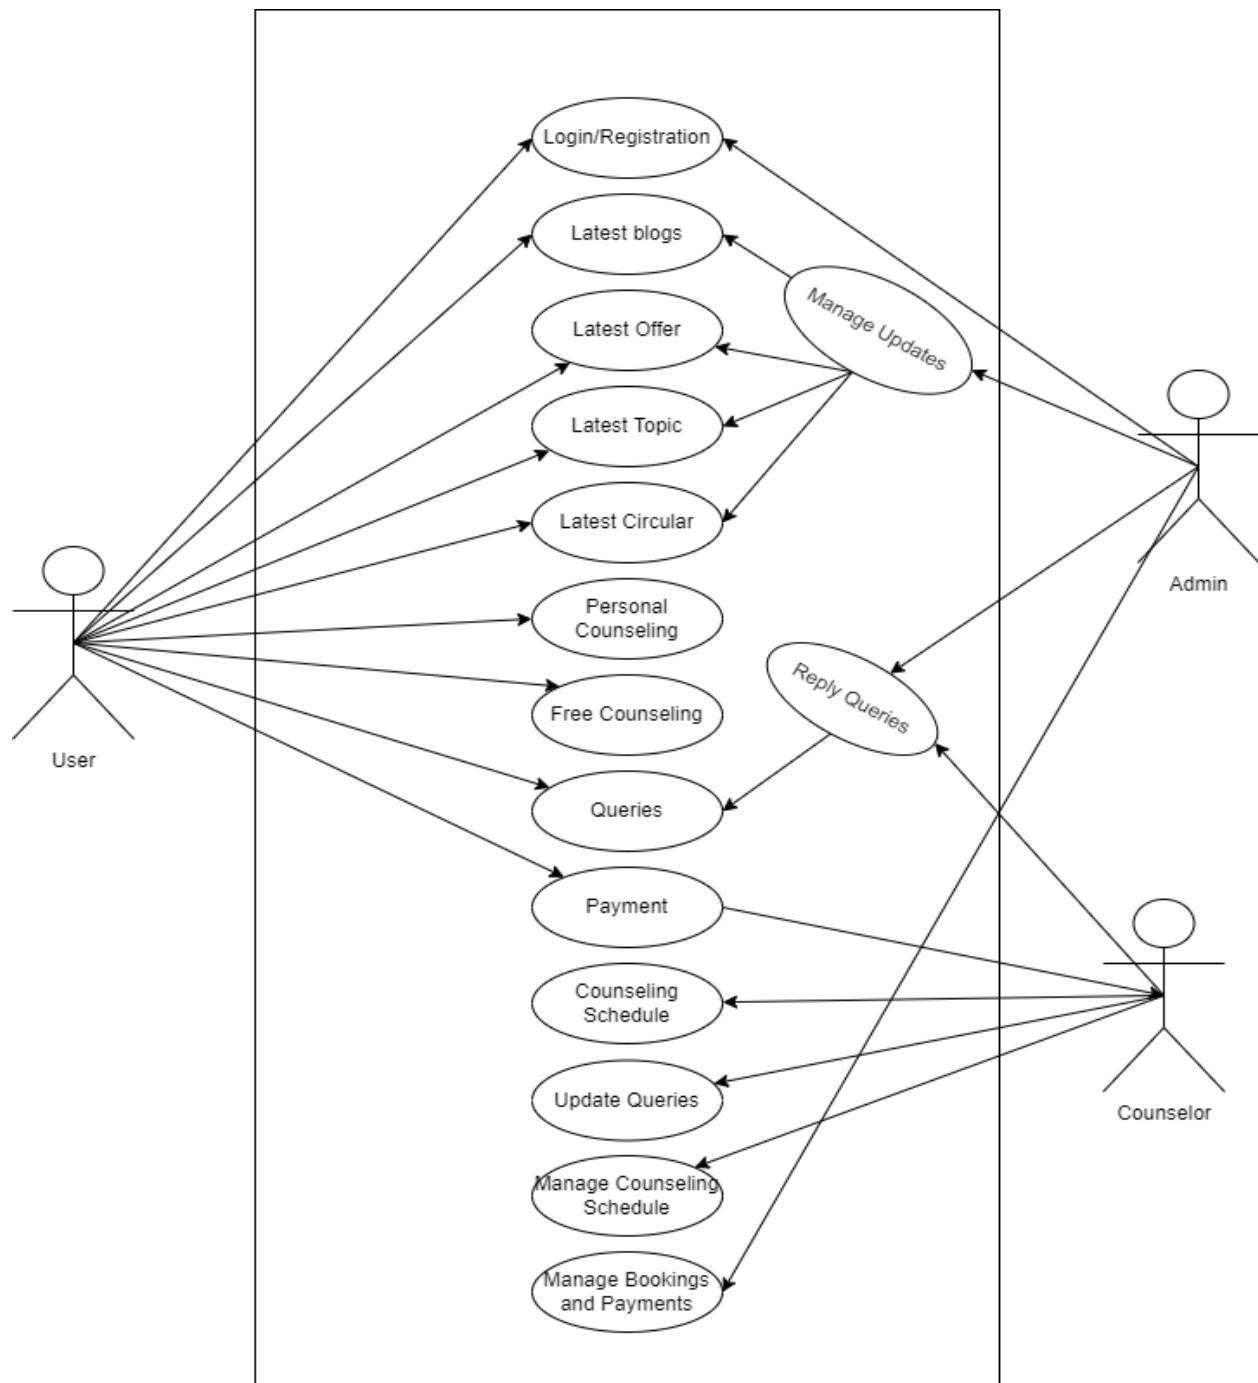 Login/Registration
Latest blogs
Manage Updates
Latest Offer
Latest Topic
Latest Circular
Admin
Personal
Counseling
Reply Queries
Free Counseling
User
Queries
Payment
Counseling
Schedule
Update Queries
Counselor
Manage Counseling
Schedule
Manage Bookings
and Payments